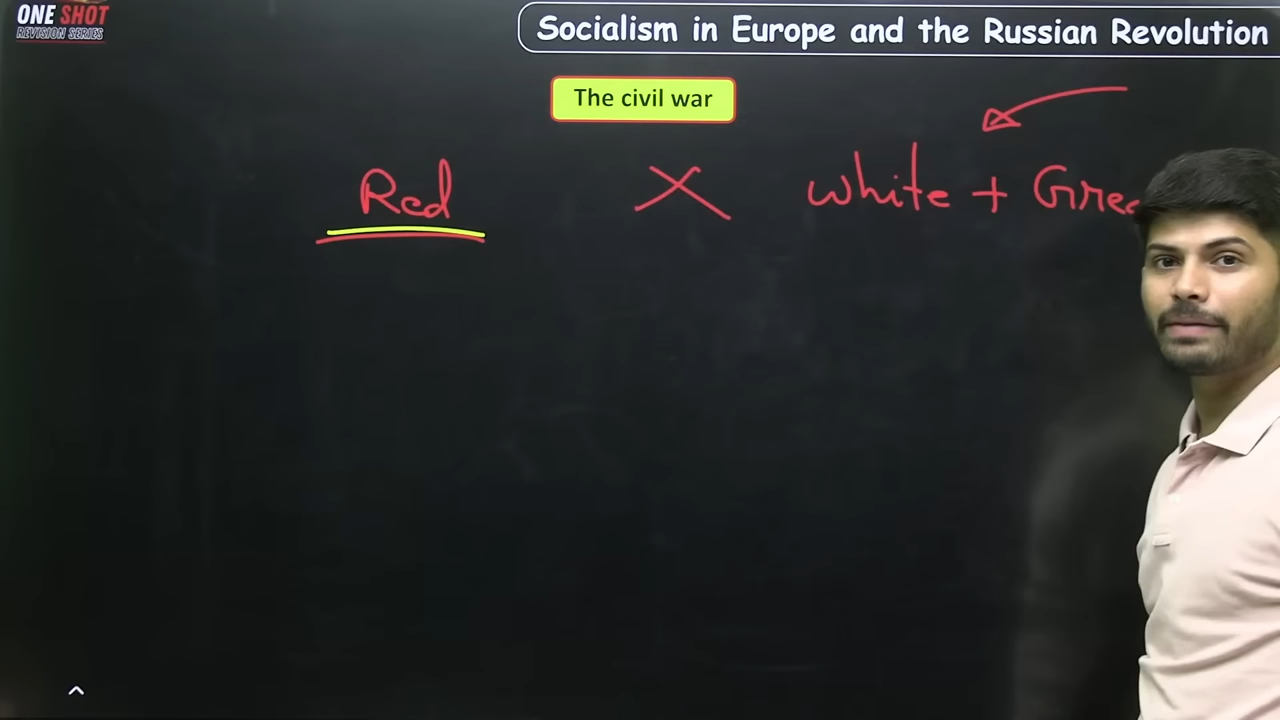 ONE SHOT
REVISION SERIES
Socialism in Europe and the Russian Revolution
The civil war
Red X white + Gree